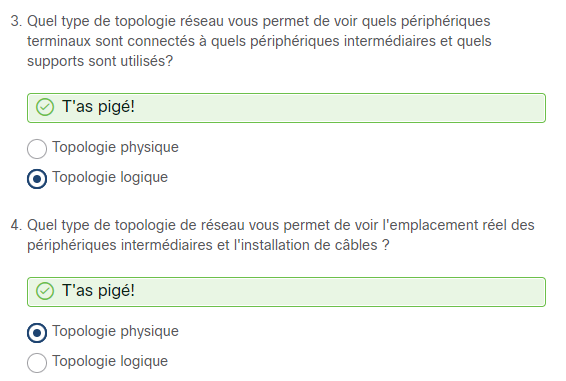 3. Quel type de topologie réseau vous permet de voir quels périphériques
terminaux sont connectés à quels périphériques intermédiaires et quels
supports sont utilisés?
T'as pigé!
Topologie physique
Topologie logique
4. Quel type de topologie de réseau vous permet de voir l'emplacement réel des
périphériques intermédiaires et l'installation de câbles ?
T'as pigé!
Topologie physique
Topologie logique